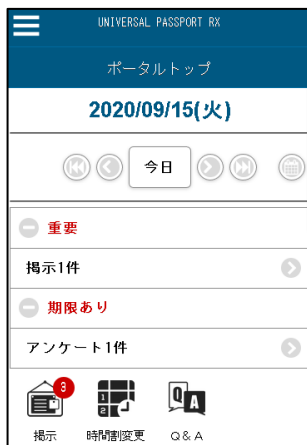 UNIVERSAL PASSPORT RX
ポータルトップ
2020/09/15(火)
今日
重要
掲示1件
期限あり
アンケート1件
3
1
2
Q A
掲示 時間割変更 Q&A